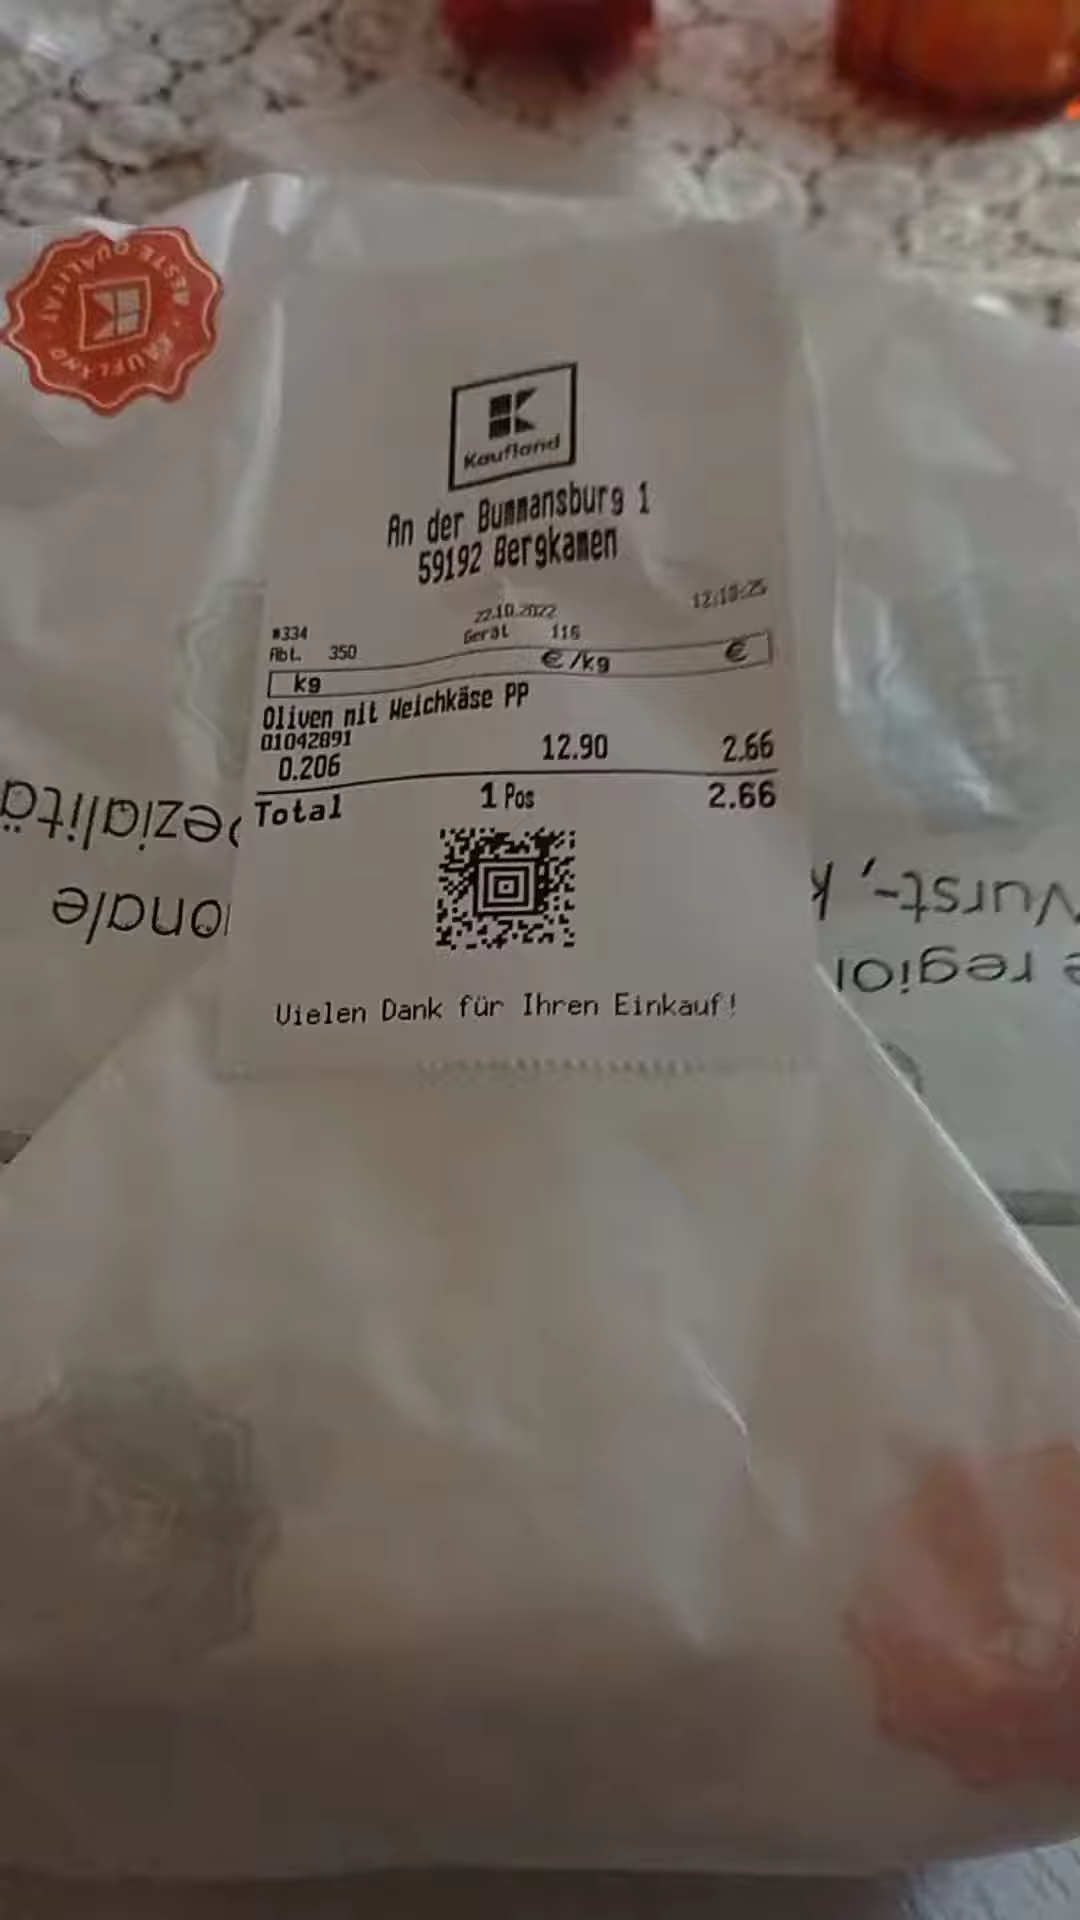 KAUFLAND · BESTE QUALITÄT
Kaufland
An der Bummansburg 1
59192 Bergkamen
22.10.2022 12:10:25
#334 Gerät 116
Abt. 350
kg €/kg €
Oliven mit Weichkäse PP
01042891
0.206 12.90 2.66
Total 1 Pos 2.66
Vielen Dank für Ihren Einkauf!
ezialitä
onale
Wurst-, k
e region